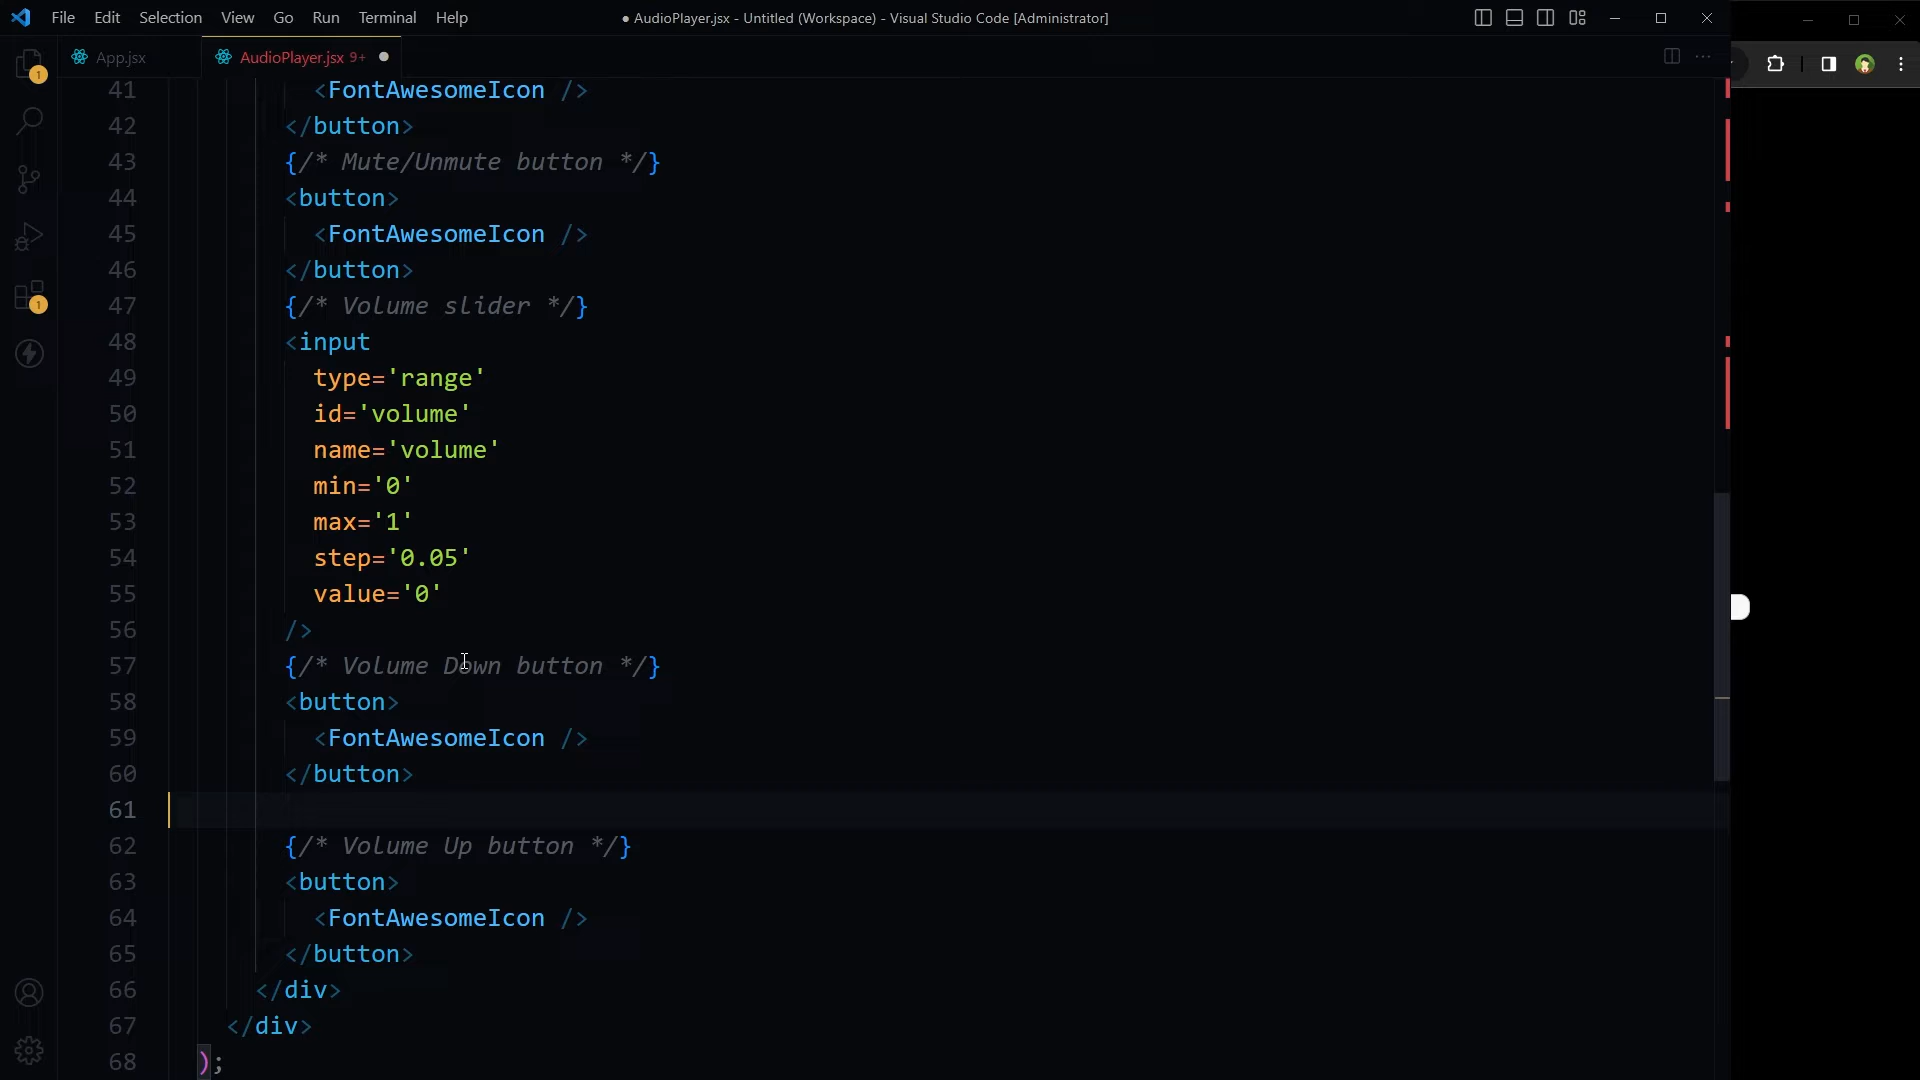 File Edit Selection View Go Run Terminal Help
● AudioPlayer.jsx - Untitled (Workspace) - Visual Studio Code [Administrator]
App.jsx
AudioPlayer.jsx 9+
1
1
41 <FontAwesomeIcon />
42 </button>
43 {/* Mute/Unmute button */}
44 <button>
45 <FontAwesomeIcon />
46 </button>
47 {/* Volume slider */}
48 <input
49 type='range'
50 id='volume'
51 name='volume'
52 min='0'
53 max='1'
54 step='0.05'
55 value='0'
56 />
57 {/* Volume Down button */}
58 <button>
59 <FontAwesomeIcon />
60 </button>
61
62 {/* Volume Up button */}
63 <button>
64 <FontAwesomeIcon />
65 </button>
66 </div>
67 </div>
68 );